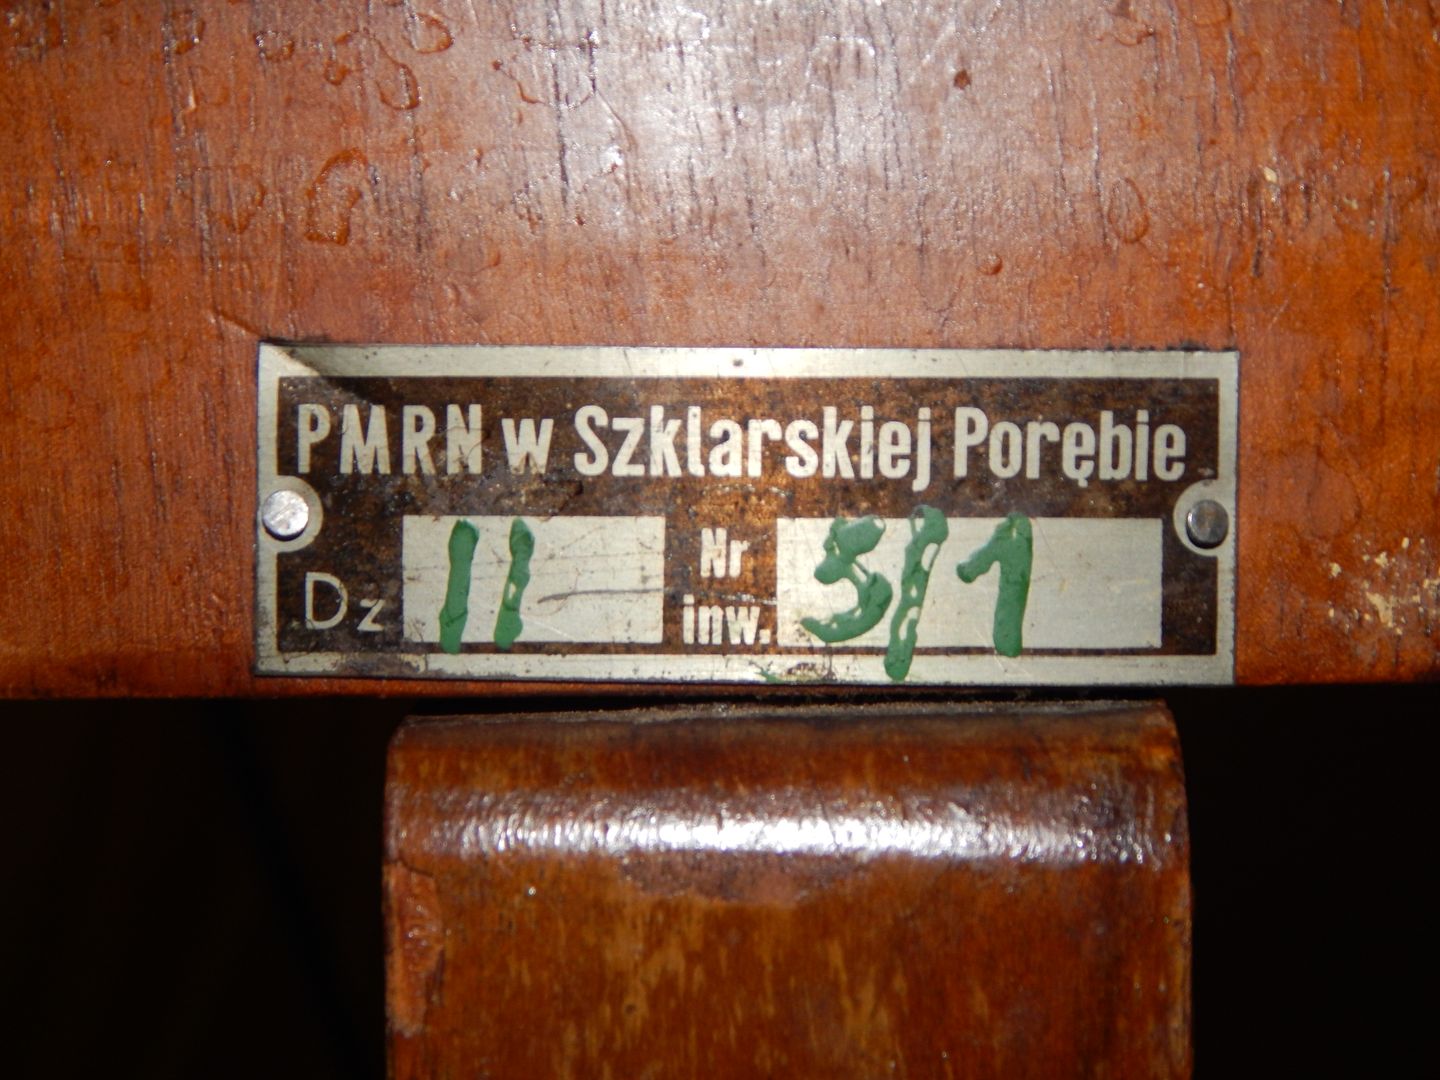 PMRN w Szklarskiej Porębie
Dz 11 Nr inw. 5/1